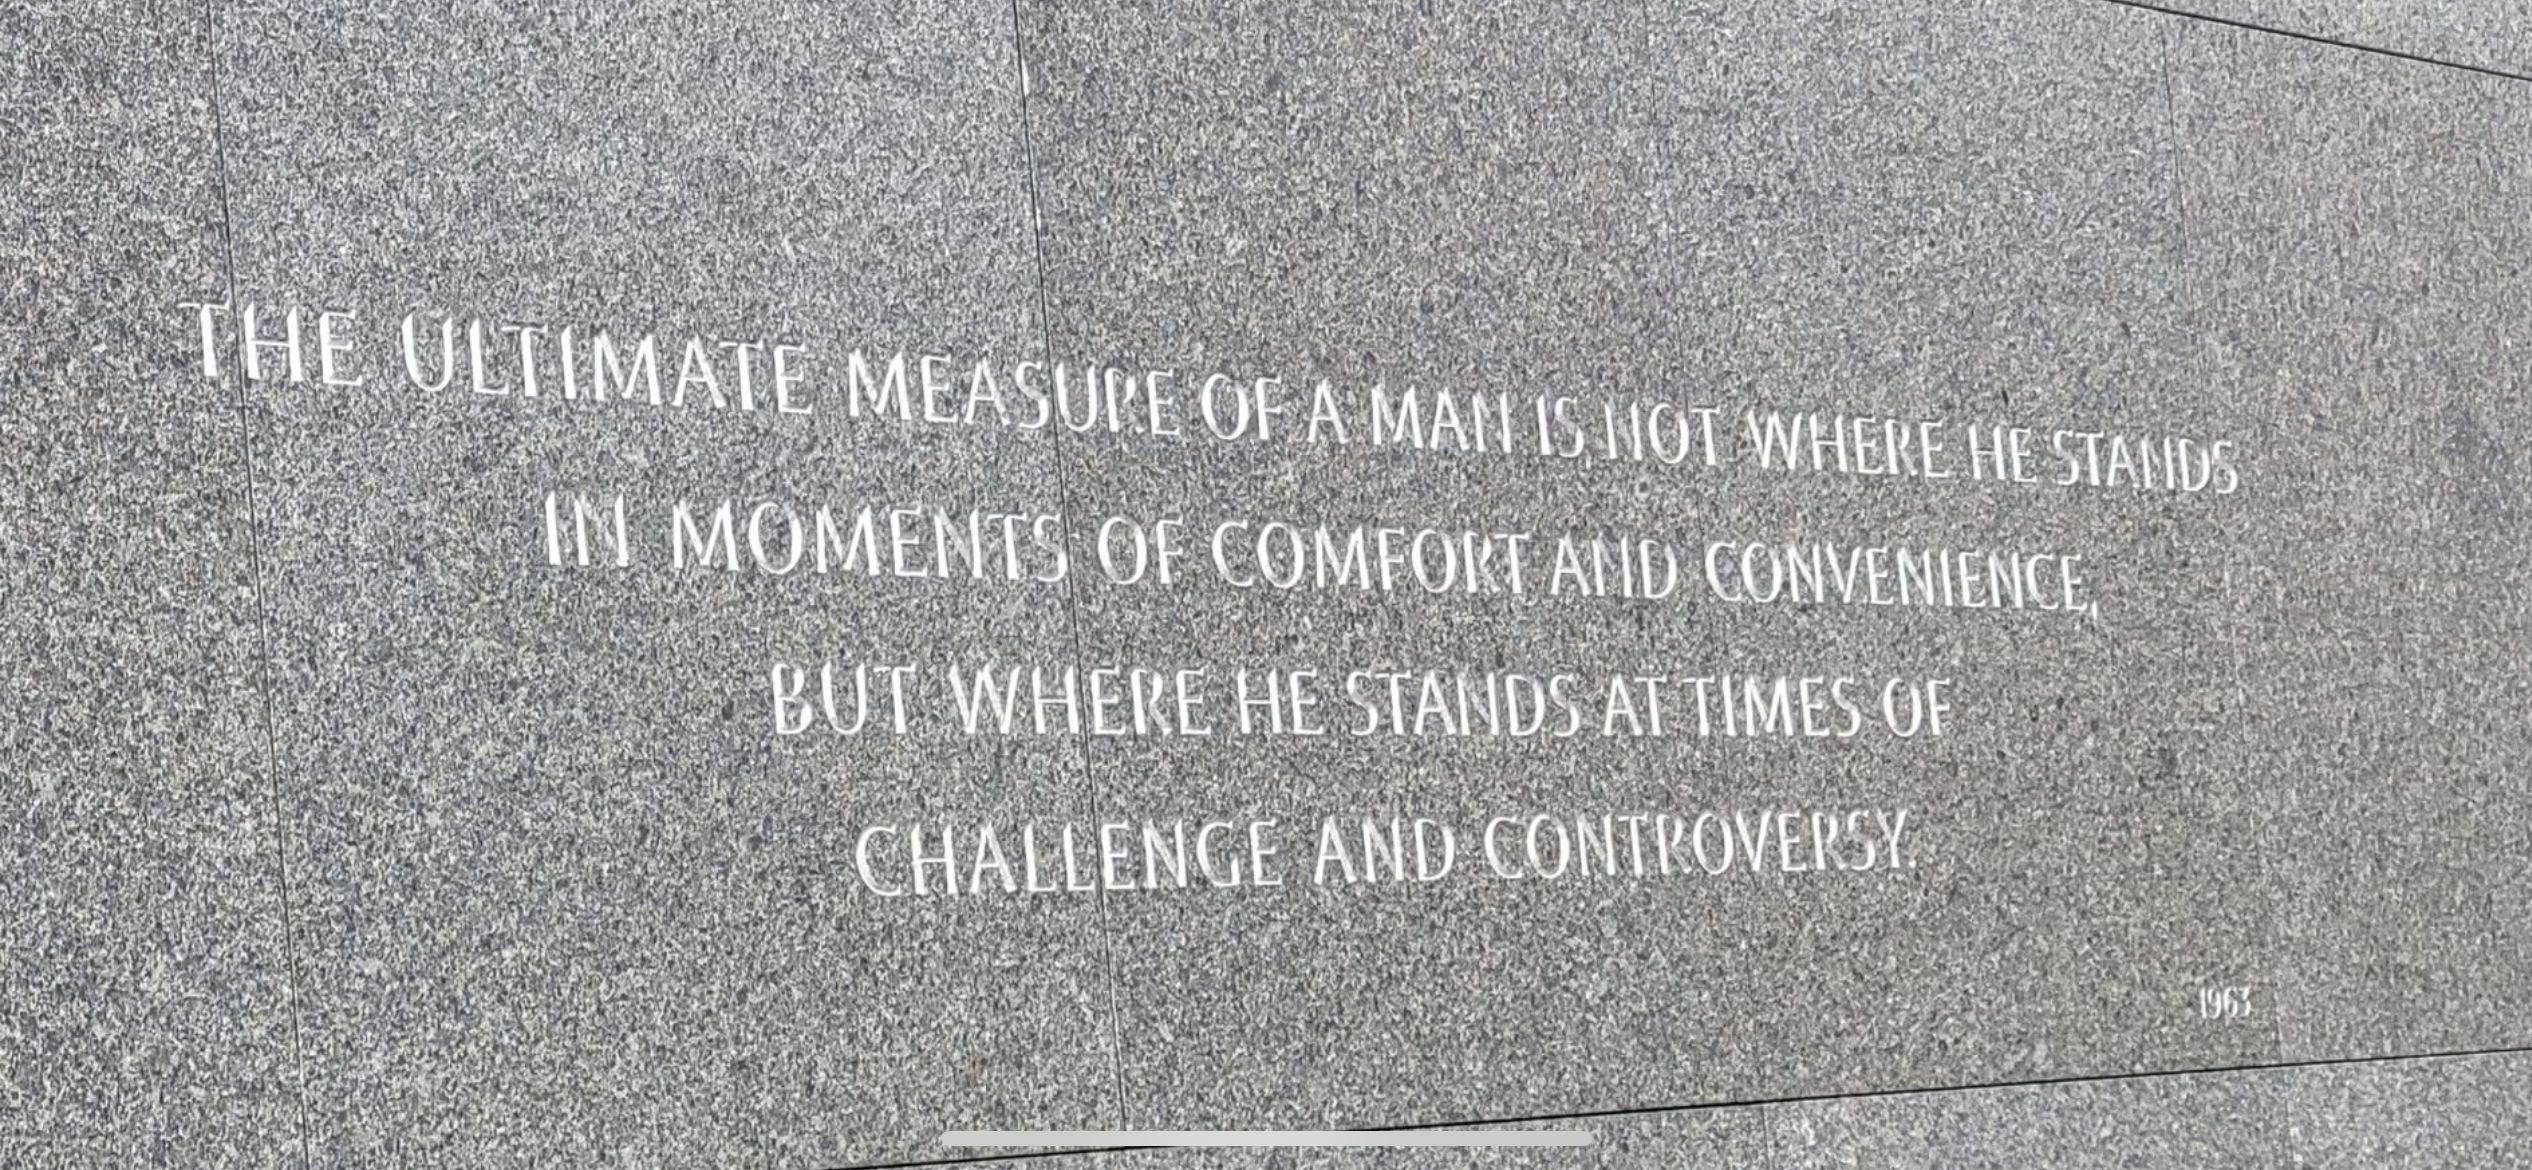 THE ULTIMATE MEASURE OF A MAN IS NOT WHERE HE STANDS
IN MOMENTS OF COMFORT AND CONVENIENCE,
BUT WHERE HE STANDS AT TIMES OF
CHALLENGE AND CONTROVERSY.
1963